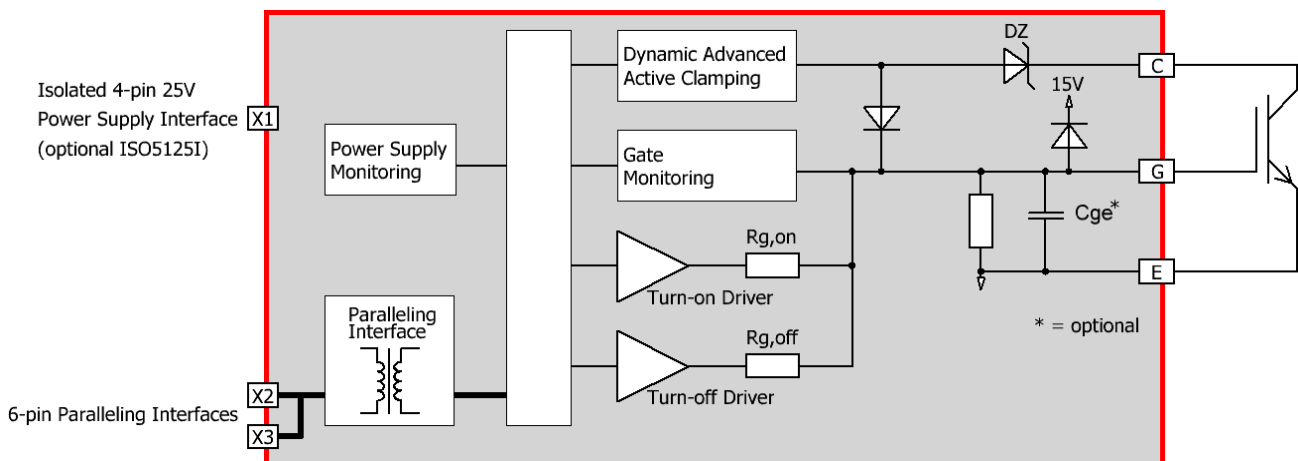 Isolated 4-pin 25V
Power Supply Interface
(optional ISO5125I)
X1
Power Supply
Monitoring
Dynamic Advanced
Active Clamping
DZ
C
15V
Gate
Monitoring
G
Cge*
Rg,on
Turn-on Driver
E
* = optional
Paralleling
Interface
Rg,off
Turn-off Driver
6-pin Paralleling Interfaces
X2
X3